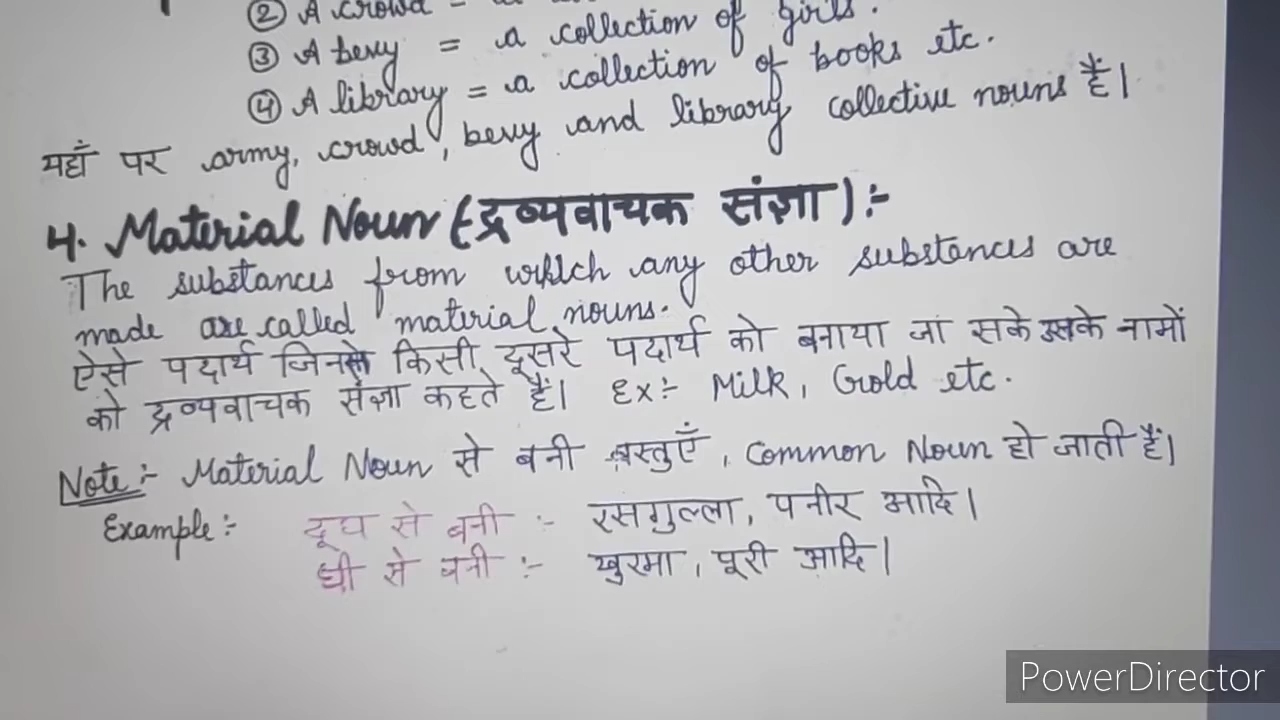 ② A crowd = a
③ A bevy = a collection of girls.
④ A library = a collection of books etc.
यहाँ पर army, crowd, bevy and library collective nouns हैं।
4. Material Noun (द्रव्यवाचक संज्ञा) :-
The substances from which any other substances are
made are called material nouns.
ऐसे पदार्थ जिनसे किसी दूसरे पदार्थ को बनाया जा सके उसके नामों
को द्रव्यवाचक संज्ञा कहते हैं। Ex:- Milk, Gold etc.
Note:- Material Noun से बनी वस्तुएँ, Common Noun हो जाती हैं।
Example:- दूध से बनी :- रसगुल्ला, पनीर आदि।
घी से बनी :- खुरमा, पूरी आदि।
PowerDirector